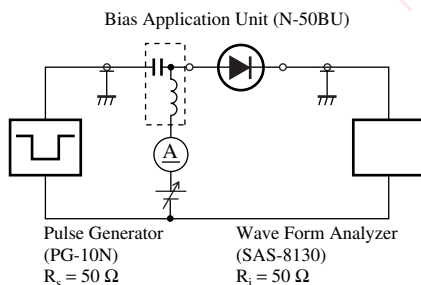 Bias Application Unit (N-50BU)
A
Pulse Generator
(PG-10N)
Rs = 50 Ω
Wave Form Analyzer
(SAS-8130)
Ri = 50 Ω